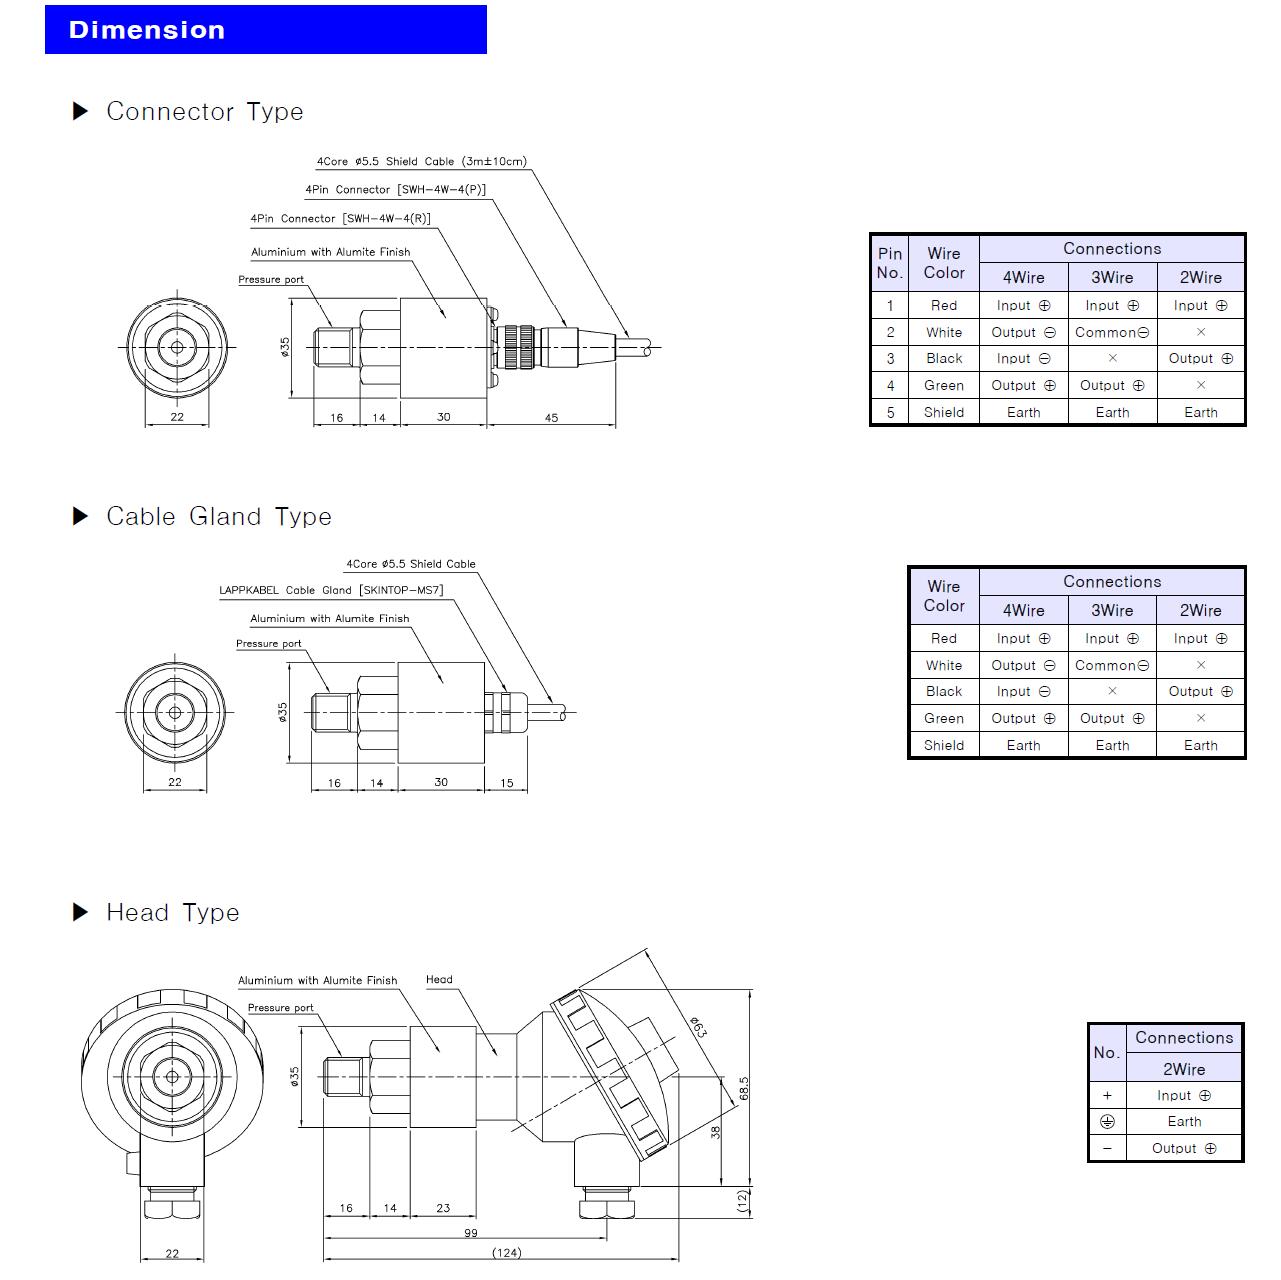 Dimension
▶ Connector Type
4Core ø5.5 Shield Cable (3m±10cm)
4Pin Connector [SWH-4W-4(P)]
4Pin Connector [SWH-4W-4(R)]
Aluminium with Alumite Finish
Pressure port
ø35
22
16 14 30 45
Pin No. Wire Color Connections
4Wire 3Wire 2Wire
1 Red Input ⊕ Input ⊕ Input ⊕
2 White Output ⊖ Common⊖ ×
3 Black Input ⊖ × Output ⊕
4 Green Output ⊕ Output ⊕ ×
5 Shield Earth Earth Earth
▶ Cable Gland Type
4Core ø5.5 Shield Cable
LAPPKABEL Cable Gland [SKINTOP-MS7]
Aluminium with Alumite Finish
Pressure port
ø35
22
16 14 30 15
Wire Color Connections
4Wire 3Wire 2Wire
Red Input ⊕ Input ⊕ Input ⊕
White Output ⊖ Common⊖ ×
Black Input ⊖ × Output ⊕
Green Output ⊕ Output ⊕ ×
Shield Earth Earth Earth
▶ Head Type
Aluminium with Alumite Finish
Head
Pressure port
ø35
ø63
68.5
38
(12)
16 14 23
99
(124)
22
No. Connections
2Wire
+ Input ⊕
Earth
− Output ⊕